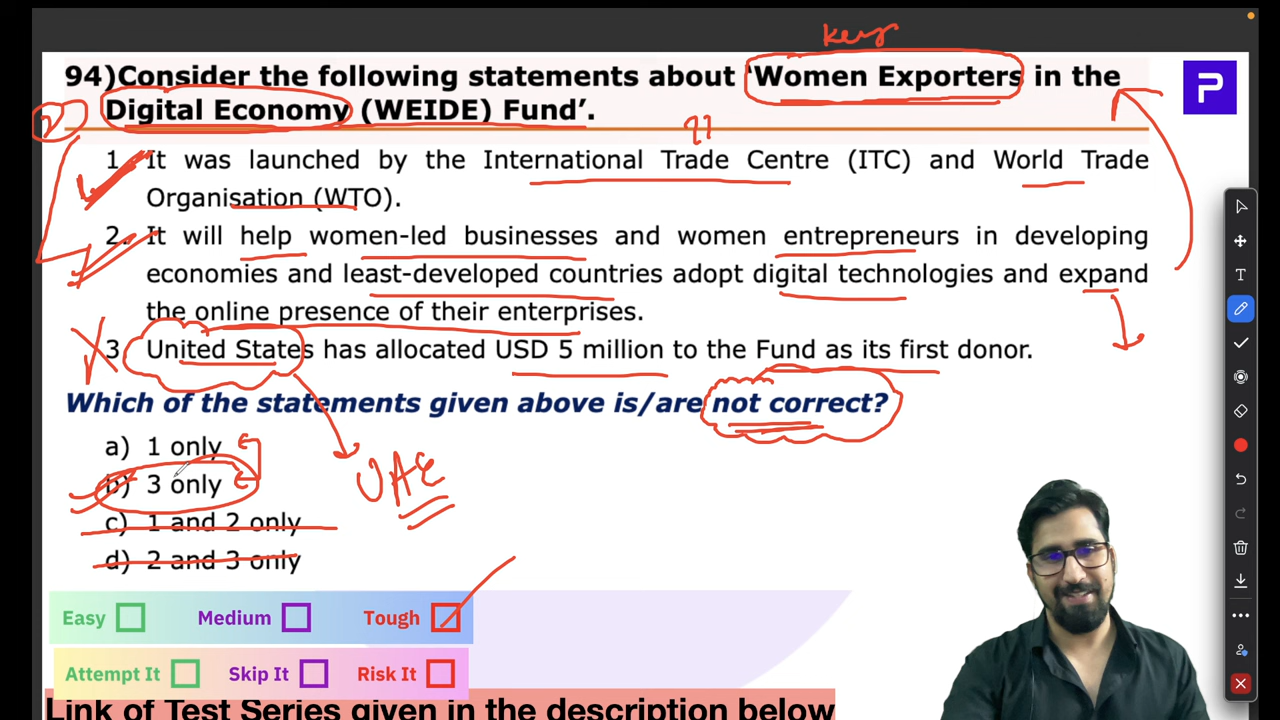 Key
94)Consider the following statements about 'Women Exporters in the
Digital Economy (WEIDE) Fund'.
P
1. It was launched by the International Trade Centre (ITC) and World Trade
Organisation (WTO).
2. It will help women-led businesses and women entrepreneurs in developing
economies and least-developed countries adopt digital technologies and expand
the online presence of their enterprises.
3 United States has allocated USD 5 million to the Fund as its first donor.
Which of the statements given above is/are not correct?
a) 1 only
b) 3 only
UAE
c) 1 and 2 only
d) 2 and 3 only
Easy Medium Tough
Attempt It Skip It Risk It
Link of Test Series given in the description below